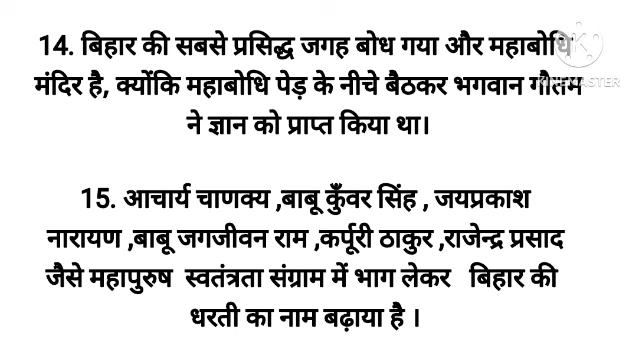 14. बिहार की सबसे प्रसिद्ध जगह बोध गया और महाबोधि
मंदिर है, क्योंकि महाबोधि पेड़ के नीचे बैठकर भगवान गौतम
ने ज्ञान को प्राप्त किया था।
15. आचार्य चाणक्य ,बाबू कुँवर सिंह , जयप्रकाश
नारायण ,बाबू जगजीवन राम ,कर्पूरी ठाकुर ,राजेन्द्र प्रसाद
जैसे महापुरुष स्वतंत्रता संग्राम में भाग लेकर बिहार की
धरती का नाम बढ़ाया है ।
KINEMASTER